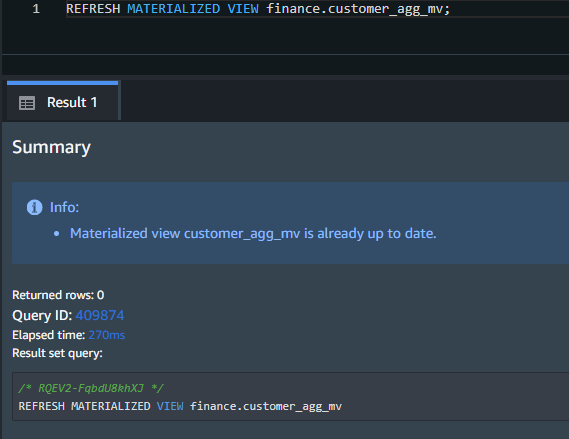 1 REFRESH MATERIALIZED VIEW finance.customer_agg_mv;
Result 1
Summary
Info:
• Materialized view customer_agg_mv is already up to date.
Returned rows: 0
Query ID: 409874
Elapsed time: 270ms
Result set query:
/* RQEV2-FqbdU8khXJ */
REFRESH MATERIALIZED VIEW finance.customer_agg_mv